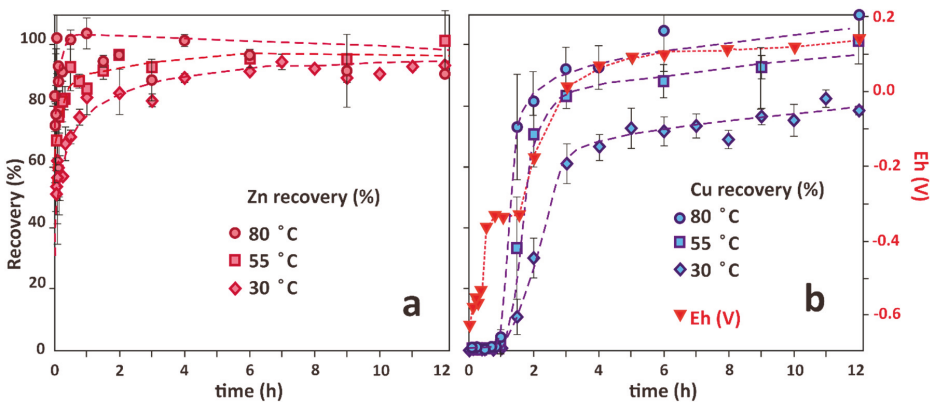 Recovery (%)
100
80
60
40
20
0
Zn recovery (%)
80 °C
55 °C
30 °C
a
0 2 4 6 8 10 12
time (h)
Cu recovery (%)
80 °C
55 °C
30 °C
Eh (V)
b
0 2 4 6 8 10 12
time (h)
0.2
0.0
-0.2
-0.4
-0.6
Eh (V)